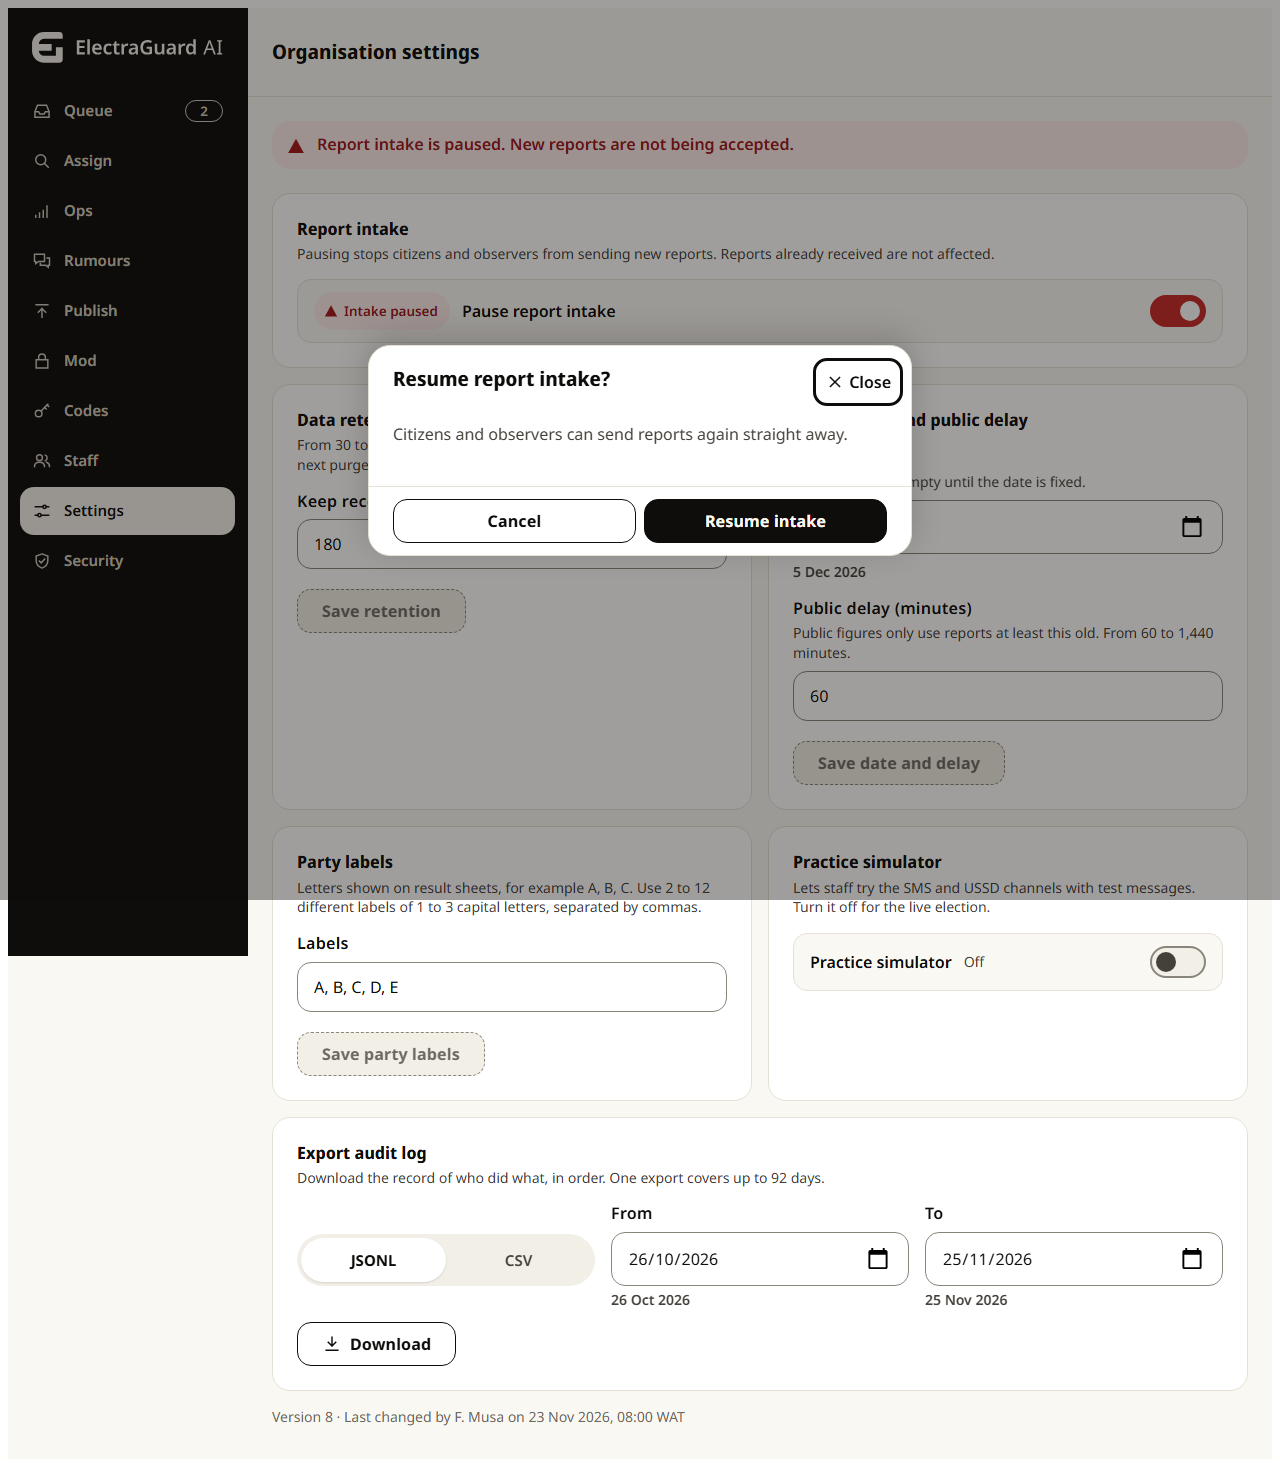 ElectraGuard AI
Organisation settings
Queue 2
Assign
Ops
Rumours
Publish
Mod
Codes
Staff
Settings
Security
Report intake is paused. New reports are not being accepted.
Report intake
Pausing stops citizens and observers from sending new reports. Reports already received are not affected.
Intake paused Pause report intake
Resume report intake?
Close
Citizens and observers can send reports again straight away.
Cancel
Resume intake
Data
From 30 to
next purge
Keep
180
Save retention
public delay
until the date is fixed.
5 Dec 2026
Public delay (minutes)
Public figures only use reports at least this old. From 60 to 1,440
minutes.
60
Save date and delay
Party labels
Letters shown on result sheets, for example A, B, C. Use 2 to 12
different labels of 1 to 3 capital letters, separated by commas.
Labels
A, B, C, D, E
Save party labels
Practice simulator
Lets staff try the SMS and USSD channels with test messages.
Turn it off for the live election.
Practice simulator Off
Export audit log
Download the record of who did what, in order. One export covers up to 92 days.
JSONL CSV
From
26/10/2026
26 Oct 2026
To
25/11/2026
25 Nov 2026
Download
Version 8 · Last changed by F. Musa on 23 Nov 2026, 08:00 WAT